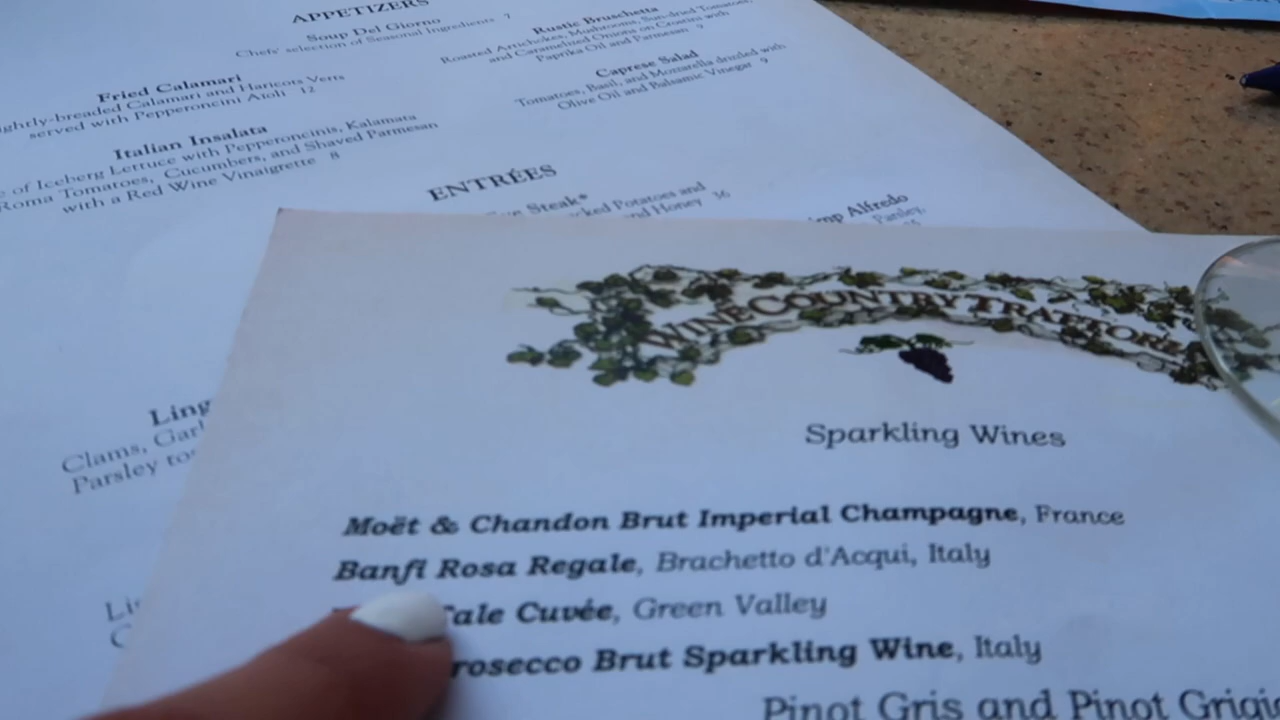 APPETIZERS
Soup Del Giorno
Chefs' selection of Seasonal Ingredients 7
Rustic Bruschetta
Roasted Artichokes, Mushrooms, Sun-dried Tomatoes,
and Caramelized Onions on Crostini with
Paprika Oil and Parmesan 9
Fried Calamari
Lightly-breaded Calamari and Haricots Verts
served with Pepperoncini Aïoli 12
Caprese Salad
Tomatoes, Basil, and Mozzarella drizzled with
Olive Oil and Balsamic Vinegar 9
Italian Insalata
of Iceberg Lettuce with Pepperoncinis, Kalamata
Roma Tomatoes, Cucumbers, and Shaved Parmesan
with a Red Wine Vinaigrette 8
ENTRÉES
Steak*
Potatoes and
and Honey 36
Alfredo
Parsley,
Ling
Clams, Garl
Parsley to
WINE COUNTRY TRATTORIA
Sparkling Wines
Moët & Chandon Brut Imperial Champagne, France
Banfi Rosa Regale, Brachetto d'Acqui, Italy
Tale Cuvée, Green Valley
rosecco Brut Sparkling Wine, Italy
Pinot Gris and Pinot Grigio